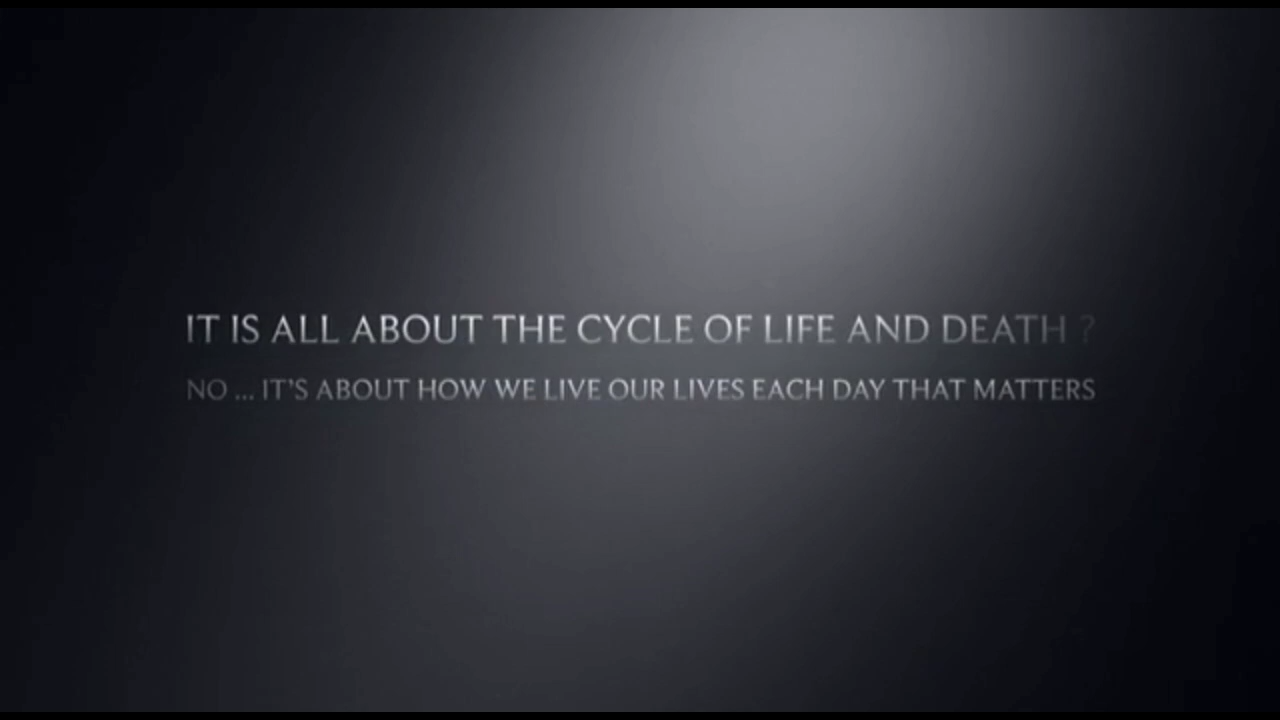 IT IS ALL ABOUT THE CYCLE OF LIFE AND DEATH ?
NO ... IT'S ABOUT HOW WE LIVE OUR LIVES EACH DAY THAT MATTERS